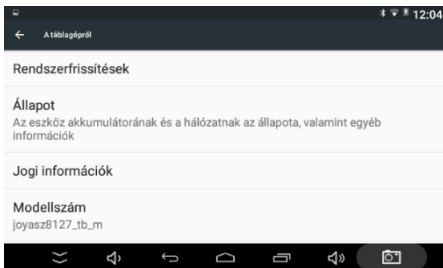 12:04
A táblagépről
Rendszerfrissítések
Állapot
Az eszköz akkumulátorának és a hálózatnak az állapota, valamint egyéb
információk
Jogi információk
Modellszám
joyasz8127_tb_m